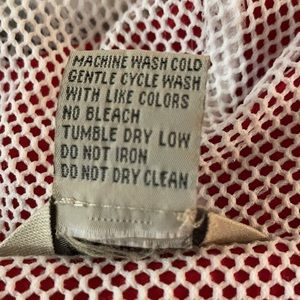 MACHINE WASH COLD
GENTLE CYCLE WASH
WITH LIKE COLORS
NO BLEACH
TUMBLE DRY LOW
DO NOT IRON
DO NOT DRY CLEAN